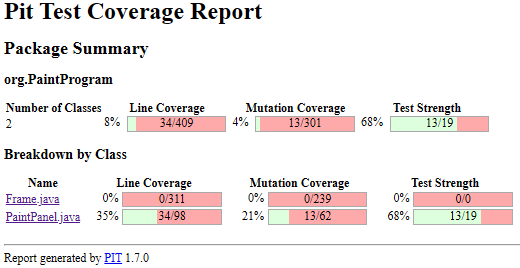 Pit Test Coverage Report
Package Summary
org.PaintProgram
Number of Classes Line Coverage Mutation Coverage Test Strength
2 8% 34/409 4% 13/301 68% 13/19
Breakdown by Class
Name Line Coverage Mutation Coverage Test Strength
Frame.java 0% 0/311 0% 0/239 0% 0/0
PaintPanel.java 35% 34/98 21% 13/62 68% 13/19
Report generated by PIT 1.7.0